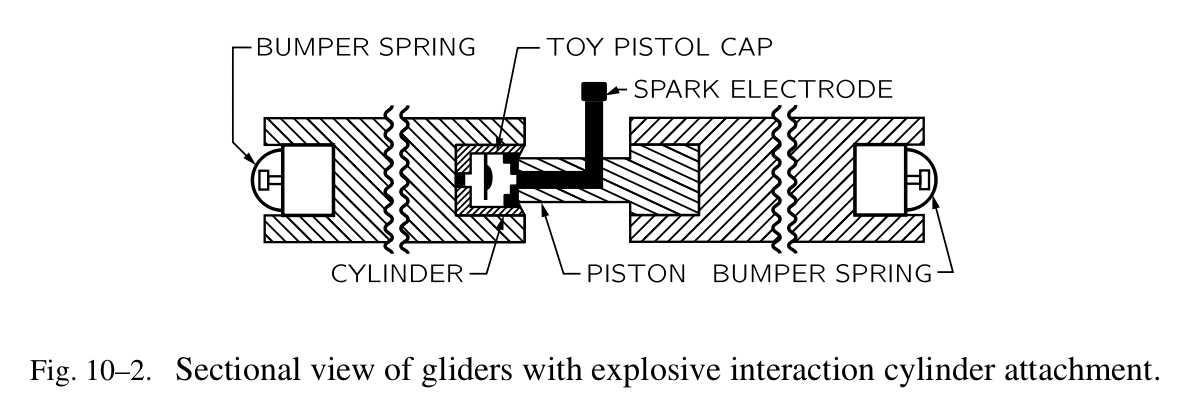 BUMPER SPRING
TOY PISTOL CAP
SPARK ELECTRODE
CYLINDER
PISTON
BUMPER SPRING
Fig. 10–2. Sectional view of gliders with explosive interaction cylinder attachment.